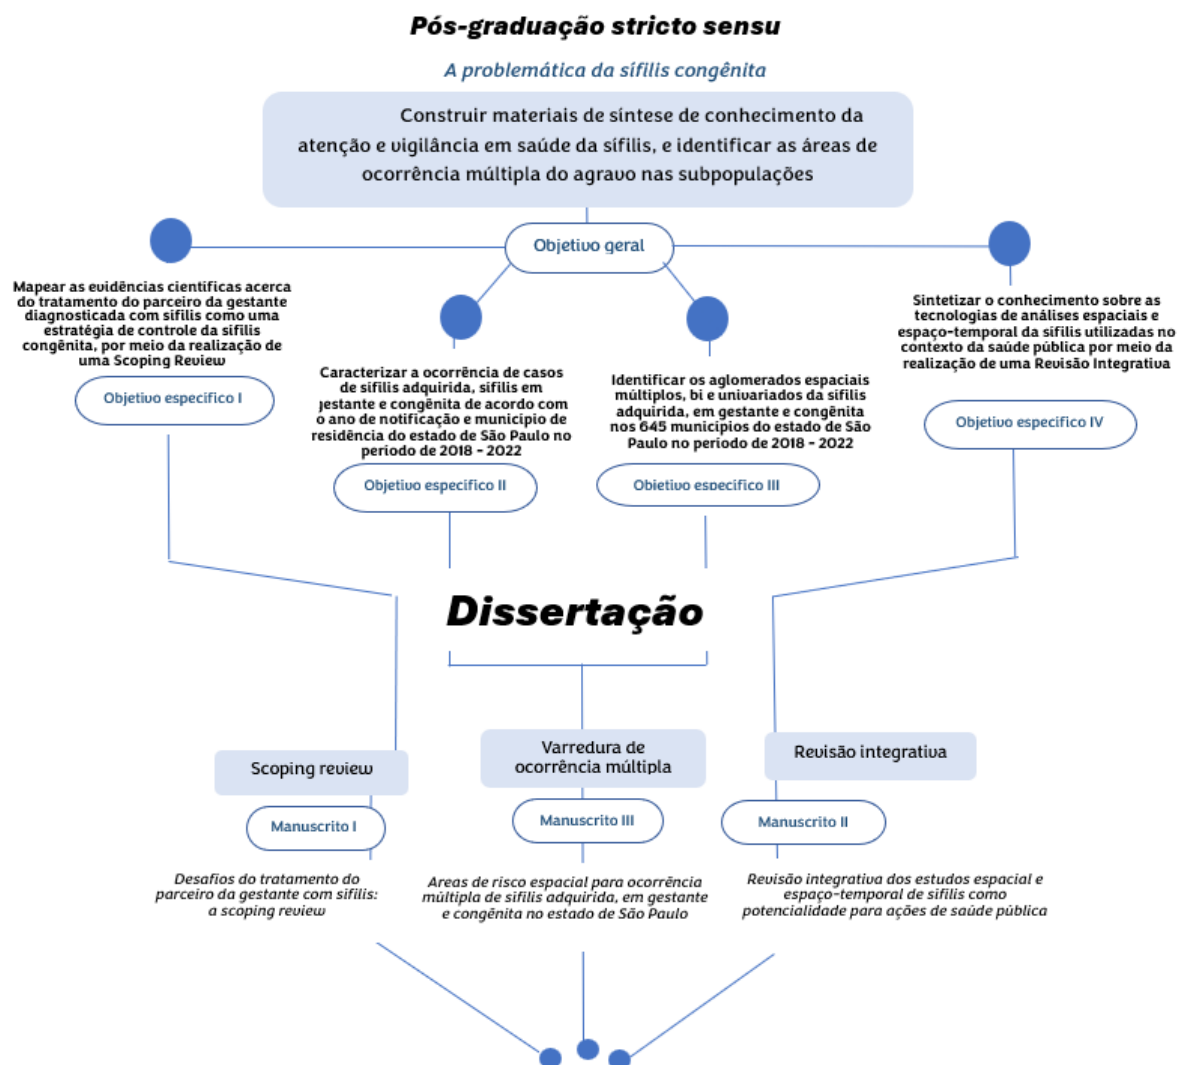 Pós-graduação stricto sensu
A problemática da sífilis congênita
Construir materiais de síntese de conhecimento da
atenção e vigilância em saúde da sífilis, e identificar as áreas de
ocorrência múltipla do agravo nas subpopulações
Objetivo geral
Mapear as evidências científicas acerca
do tratamento do parceiro da gestante
diagnosticada com sífilis como uma
estratégia de controle da sífilis
congênita, por meio da realização de
uma Scoping Review
Objetivo específico I
Caracterizar a ocorrência de casos
de sífilis adquirida, sífilis em
gestante e congênita de acordo com
o ano de notificação e município de
residência do estado de São Paulo no
período de 2018 - 2022
Objetivo específico II
Identificar os aglomerados espaciais
múltiplos, bi e univariados da sífilis
adquirida, em gestante e congênita
nos 645 municípios do estado de São
Paulo no período de 2018 - 2022
Objetivo específico III
Sintetizar o conhecimento sobre as
tecnologias de análises espaciais e
espaço-temporal da sífilis utilizadas no
contexto da saúde pública por meio da
realização de uma Revisão Integrativa
Objetivo específico IV
Dissertação
Scoping review
Manuscrito I
Desafios do tratamento do
parceiro da gestante com sífilis:
a scoping review
Varredura de
ocorrência múltipla
Manuscrito III
Areas de risco espacial para ocorrência
múltipla de sífilis adquirida, em gestante
e congênita no estado de São Paulo
Revisão integrativa
Manuscrito II
Revisão integrativa dos estudos espacial e
espaço-temporal de sífilis como
potencialidade para ações de saúde pública